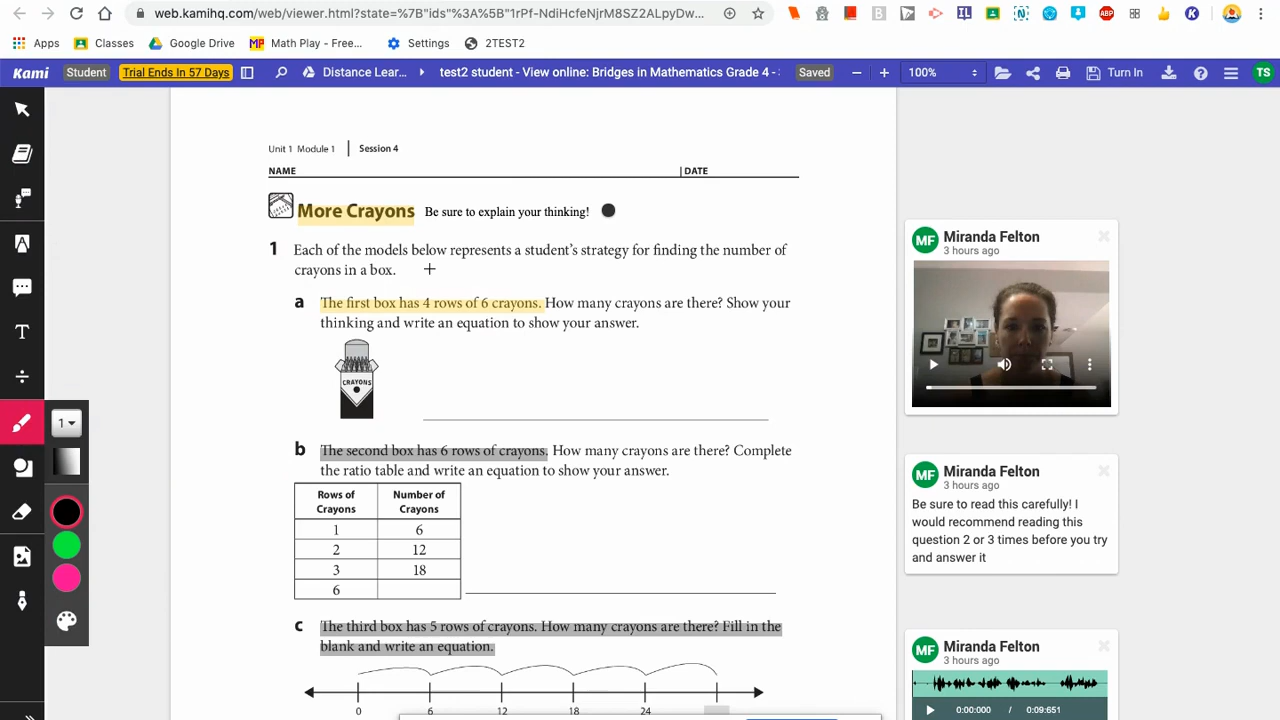 web.kamihq.com/web/viewer.html?state=%7B"ids"%3A%5B"1rPf-NdiHcfeNjrM8SZ2ALpyDw...
Apps Classes Google Drive Math Play - Free... Settings 2TEST2
Kami Student Trial Ends In 57 Days Distance Lear... test2 student - View online: Bridges in Mathematics Grade 4 - Saved 100% Turn In TS
Unit 1 Module 1 | Session 4
NAME | DATE
More Crayons Be sure to explain your thinking!
1 Each of the models below represents a student's strategy for finding the number of
crayons in a box.
a The first box has 4 rows of 6 crayons. How many crayons are there? Show your
thinking and write an equation to show your answer.
CRAYONS
b The second box has 6 rows of crayons. How many crayons are there? Complete
the ratio table and write an equation to show your answer.
Rows of Crayons Number of Crayons
1 6
2 12
3 18
6
c The third box has 5 rows of crayons. How many crayons are there? Fill in the
blank and write an equation.
0 6 12 18 24
T
1
MF Miranda Felton
3 hours ago
MF Miranda Felton
3 hours ago
Be sure to read this carefully! I
would recommend reading this
question 2 or 3 times before you try
and answer it
MF Miranda Felton
3 hours ago
0:00:000 / 0:09:651